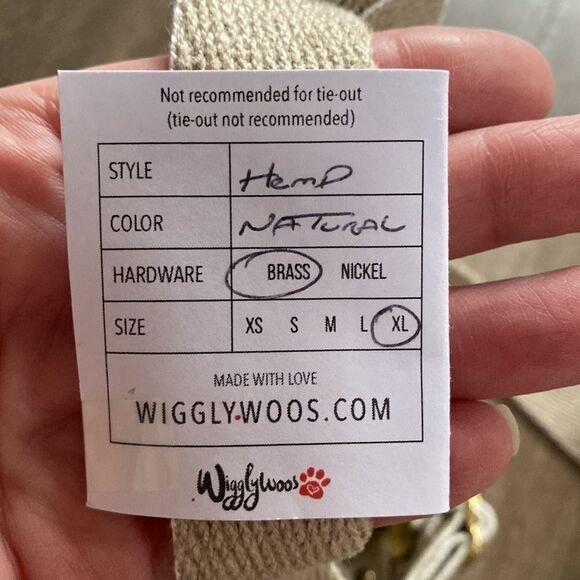 Not recommended for tie-out
(tie-out not recommended)
STYLE Hemp
COLOR NATURAL
HARDWARE BRASS NICKEL
SIZE XS S M L XL
MADE WITH LOVE
WIGGLYWOOS.COM
Wigglywoos